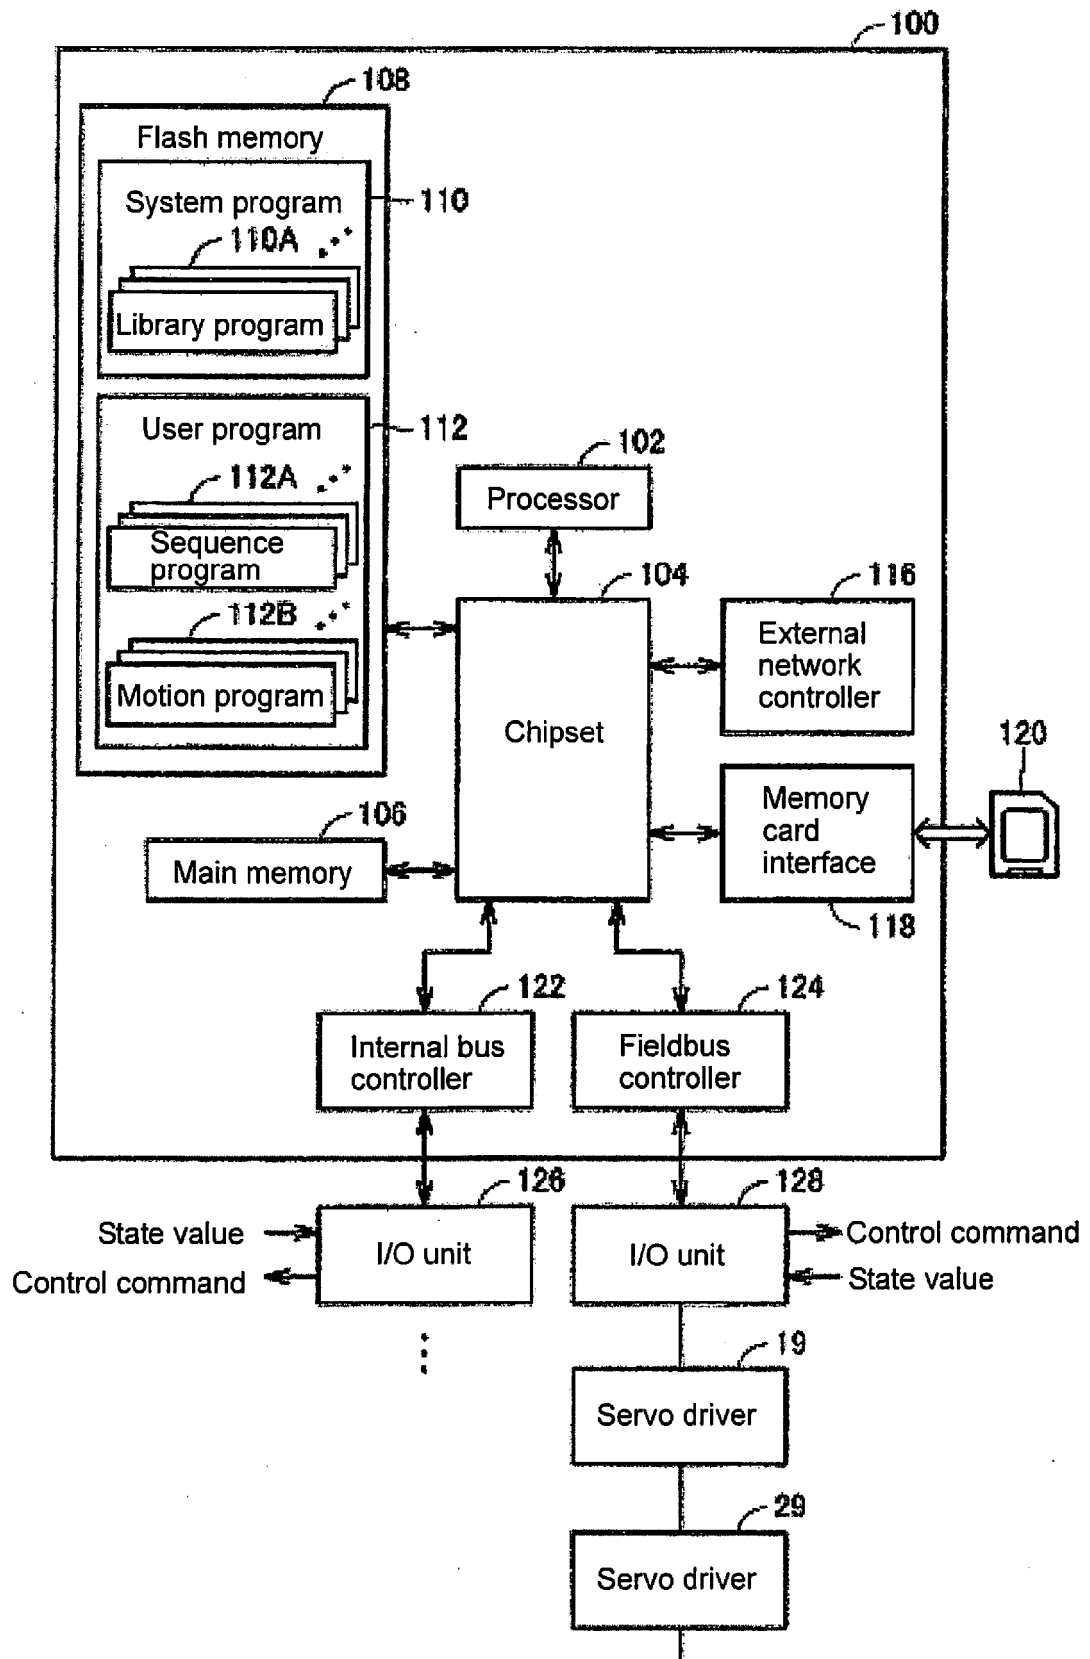 100
108
Flash memory
System program
110
110A
Library program
User program
112
112A
Sequence
program
112B
Motion program
102
Processor
104
Chipset
116
External
network
controller
120
Memory
card
interface
118
106
Main memory
122
Internal bus
controller
124
Fieldbus
controller
126
State value
I/O unit
Control command
128
I/O unit
Control command
State value
19
Servo driver
29
Servo driver